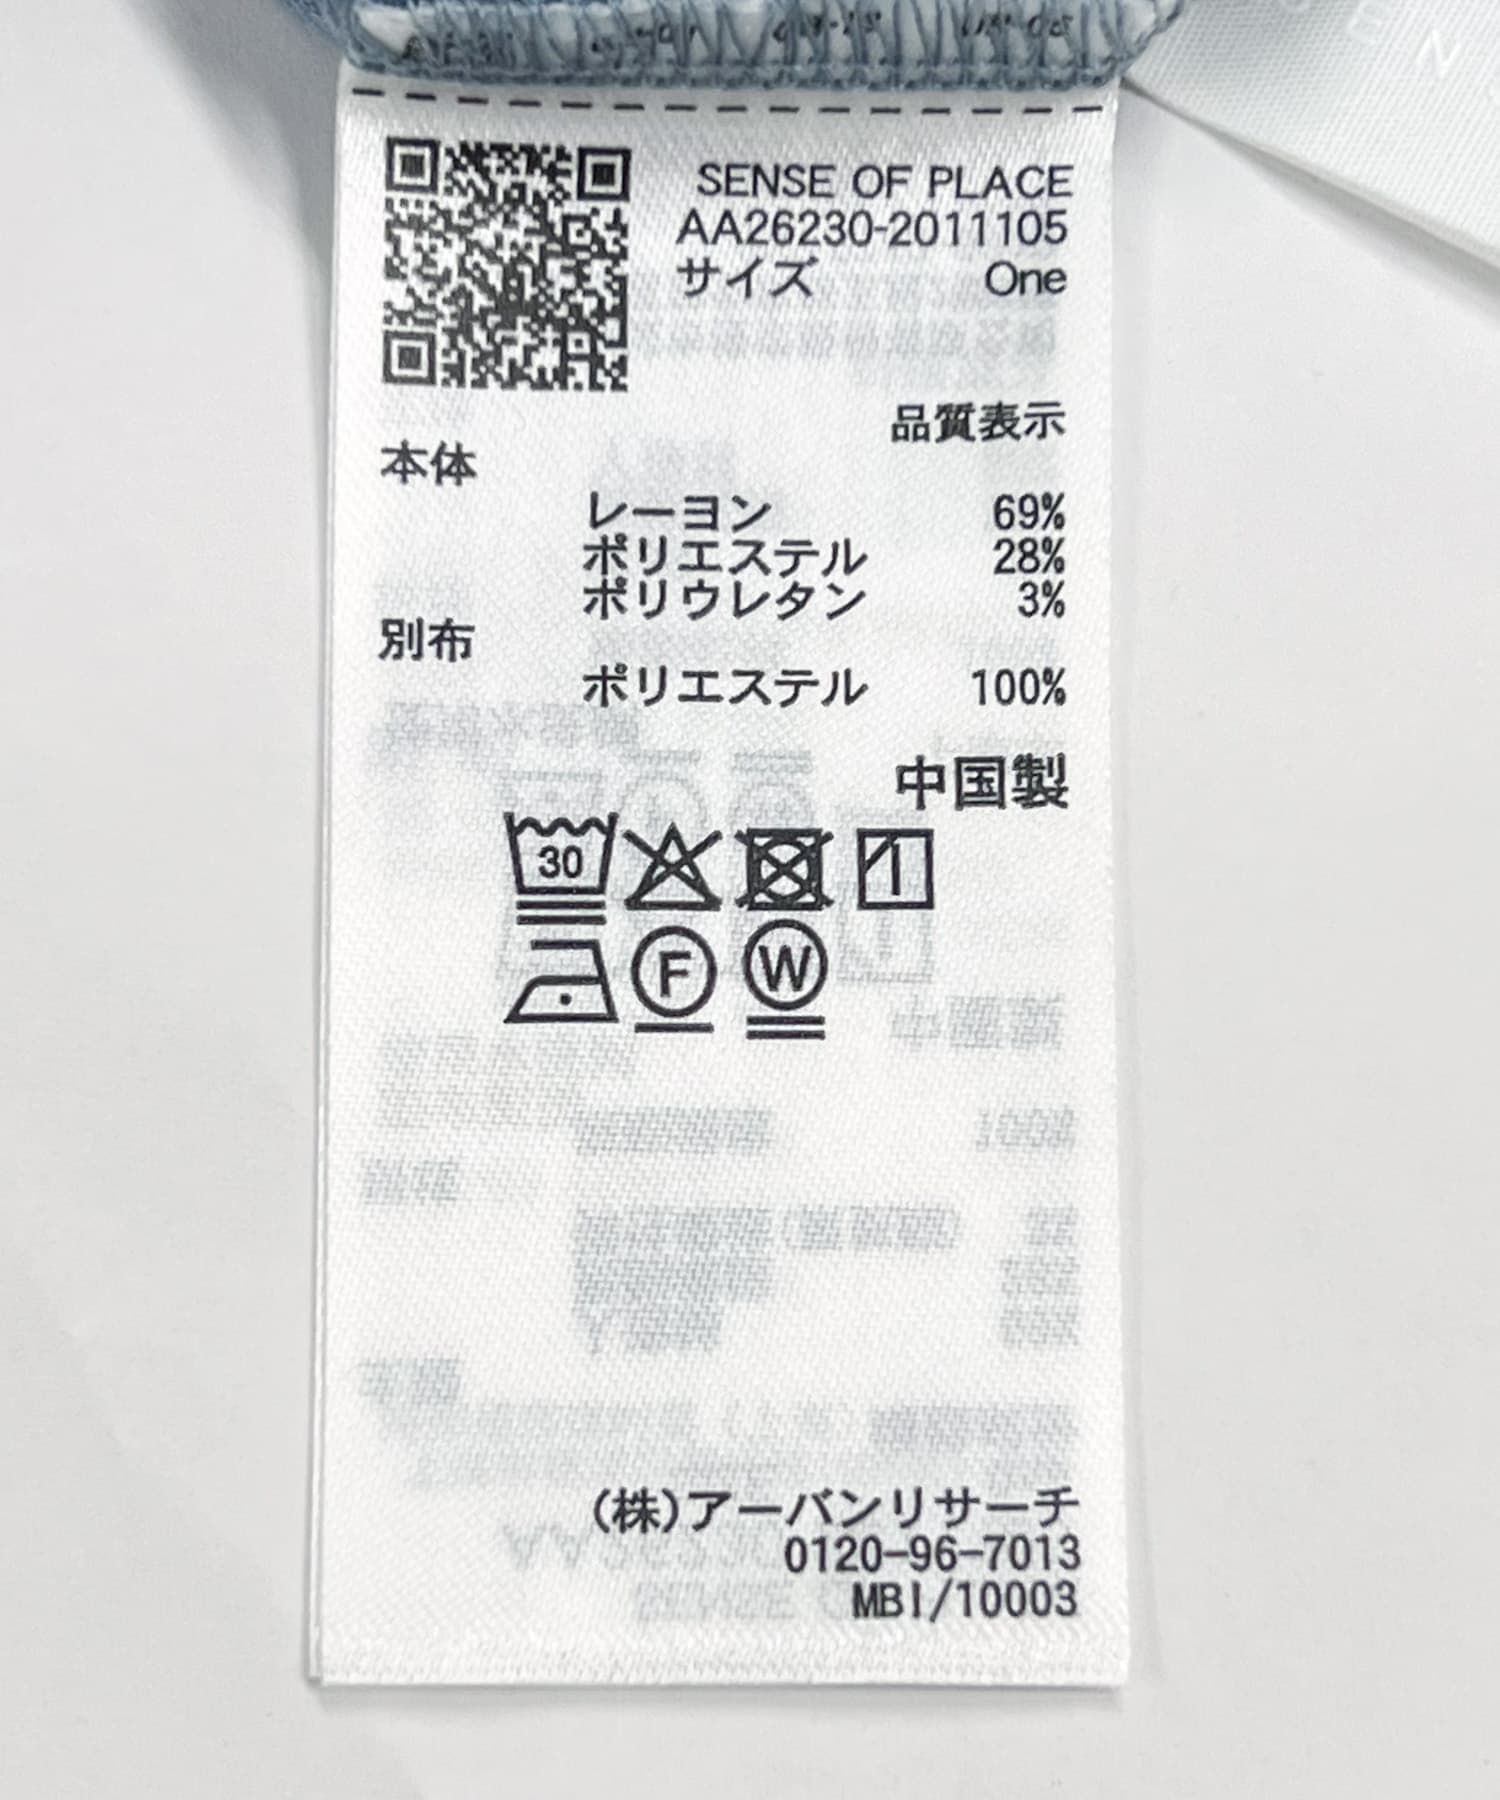 SENSE OF PLACE
AA26230-2011105
サイズ One
品質表示
本体
レーヨン 69%
ポリエステル 28%
ポリウレタン 3%
別布
ポリエステル 100%
中国製
30
F W
(株)アーバンリサーチ
0120-96-7013
MBI/10003